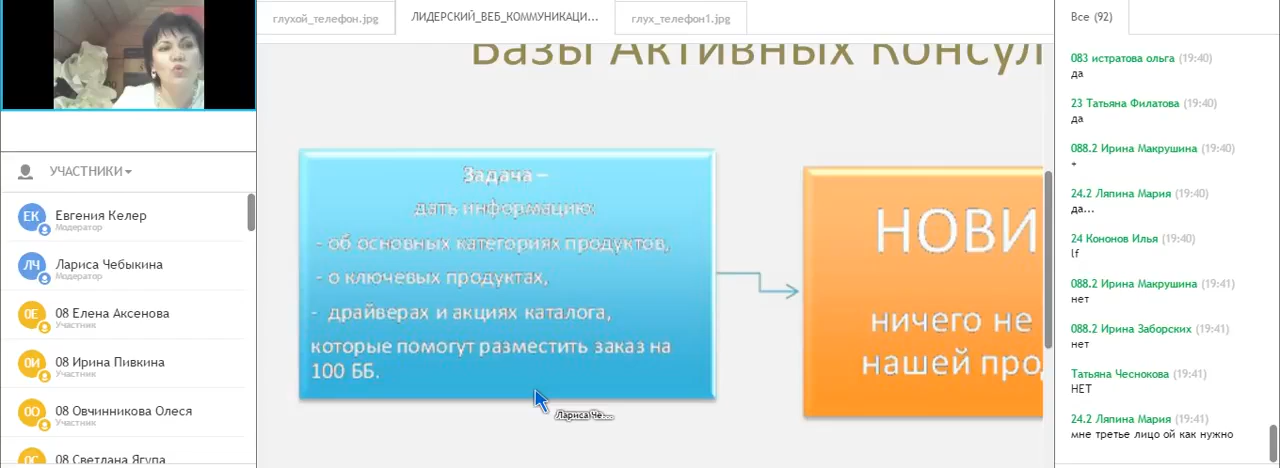 глухой_телефон.jpg
ЛИДЕРСКИЙ_ВЕБ_КОММУНИКАЦИ...
глух_телефон1.jpg
УЧАСТНИКИ
ЕК
Евгения Келер
Модератор
ЛЧ
Лариса Чебыкина
Модератор
ОЕ
08 Елена Аксенова
Участник
ОИ
08 Ирина Пивкина
Участник
ОО
08 Овчинникова Олеся
Участник
ОС
08 Светлана Ягупа
Базы Активных Консул
Задача –
дать информацию:
- об основных категориях продуктов,
- о ключевых продуктах,
- драйверах и акциях каталога,
которые помогут разместить заказ на
100 ББ.
Лариса Че...
НОВИ
ничего не
нашей про
Все (92)
083 истратова ольга (19:40)
да
23 Татьяна Филатова (19:40)
да
088.2 Ирина Макрушина (19:40)
+
24.2 Ляпина Мария (19:40)
да...
24 Кононов Илья (19:40)
lf
088.2 Ирина Макрушина (19:41)
нет
088.2 Ирина Заборских (19:41)
нет
Татьяна Чеснокова (19:41)
НЕТ
24.2 Ляпина Мария (19:41)
мне третье лицо ой как нужно